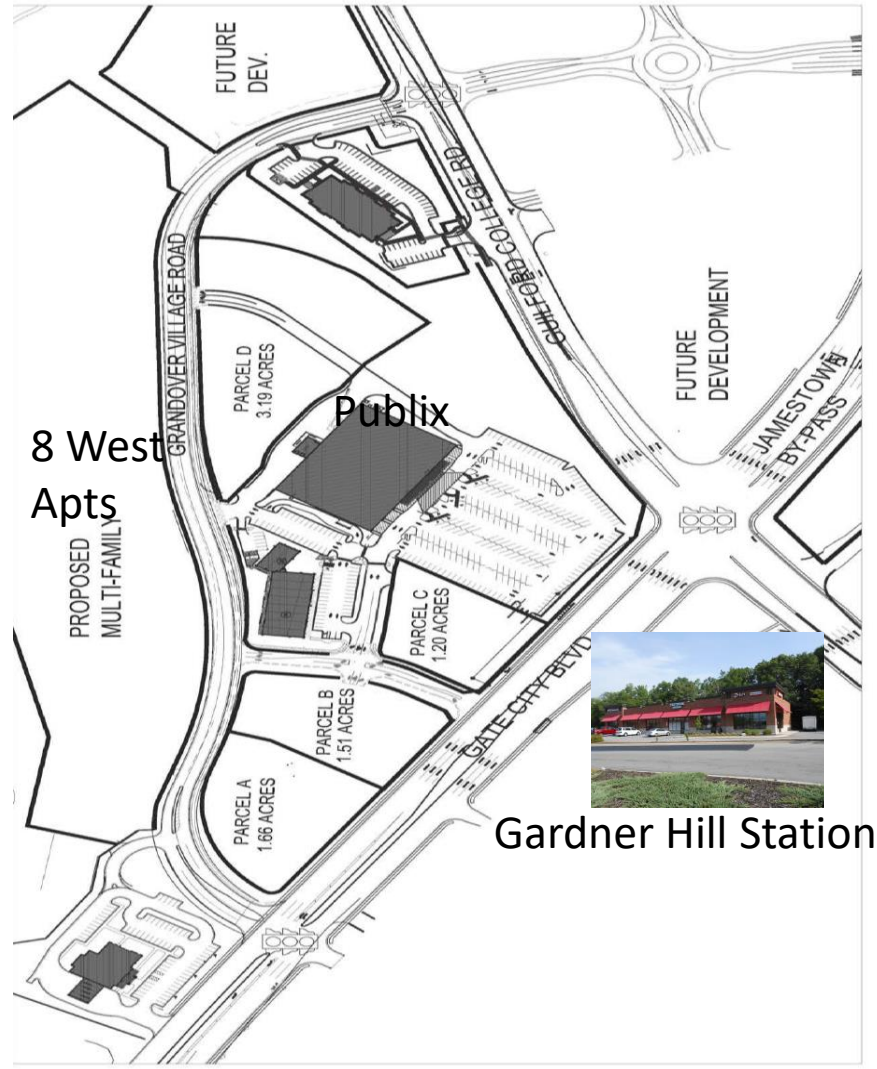 FUTURE
DEV.
GUILFORD COLLEGE RD
GRANDOVER VILLAGE ROAD
FUTURE
DEVELOPMENT
JAMESTOWN
BY-PASS
PARCEL D
3.19 ACRES
Publix
8 West
Apts
PROPOSED
MULTI-FAMILY
PARCEL C
1.20 ACRES
PARCEL B
1.51 ACRES
GATE CITY BLVD
PARCEL A
1.66 ACRES
Gardner Hill Station